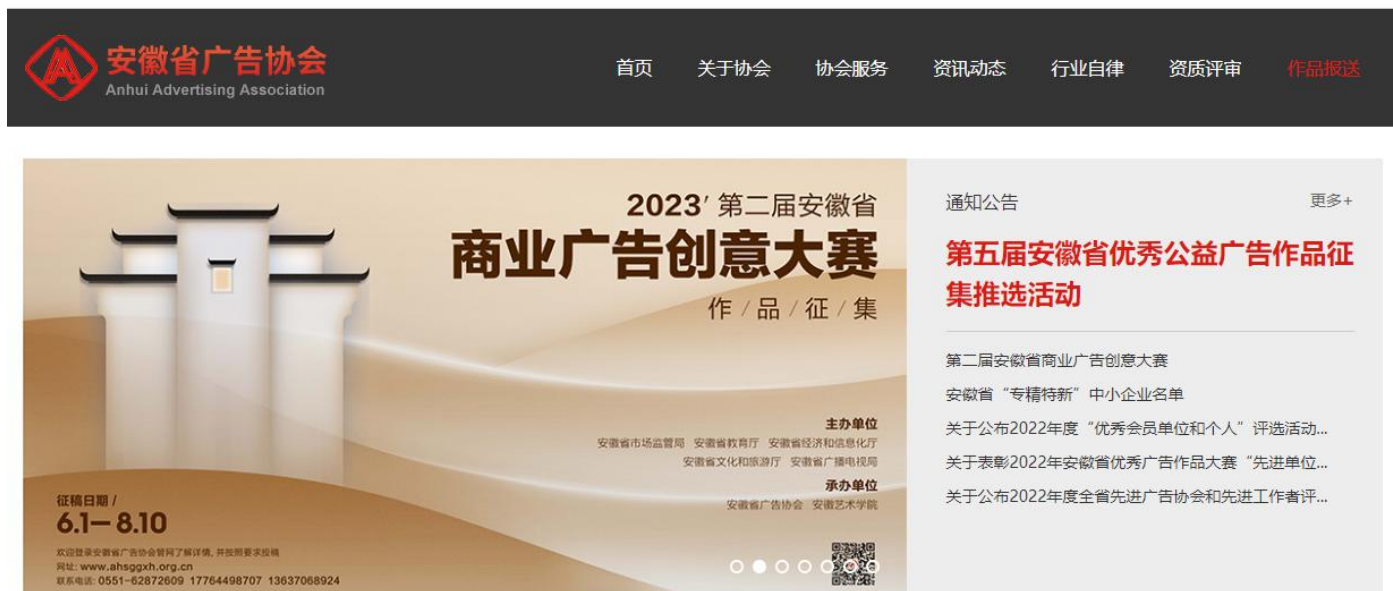 安徽省广告协会
Anhui Advertising Association
首页 关于协会 协会服务 资讯动态 行业自律 资质评审 作品报送
2023' 第二届安徽省
商业广告创意大赛
作/品/征/集
主办单位
安徽省市场监管局 安徽省教育厅 安徽省经济和信息化厅
安徽省文化和旅游厅 安徽省广播电视局
承办单位
安徽省广告协会 安徽艺术学院
征稿日期 /
6.1—8.10
欢迎登录安徽省广告协会官网了解详情, 并按照要求投稿
网址: www.ahsggxh.org.cn
联系电话: 0551-62872609 17764498707 13637068924
通知公告 更多+
第五届安徽省优秀公益广告作品征
集推选活动
第二届安徽省商业广告创意大赛
安徽省“专精特新”中小企业名单
关于公布2022年度“优秀会员单位和个人”评选活动...
关于表彰2022年安徽省优秀广告作品大赛“先进单位...
关于公布2022年度全省先进广告协会和先进工作者评...